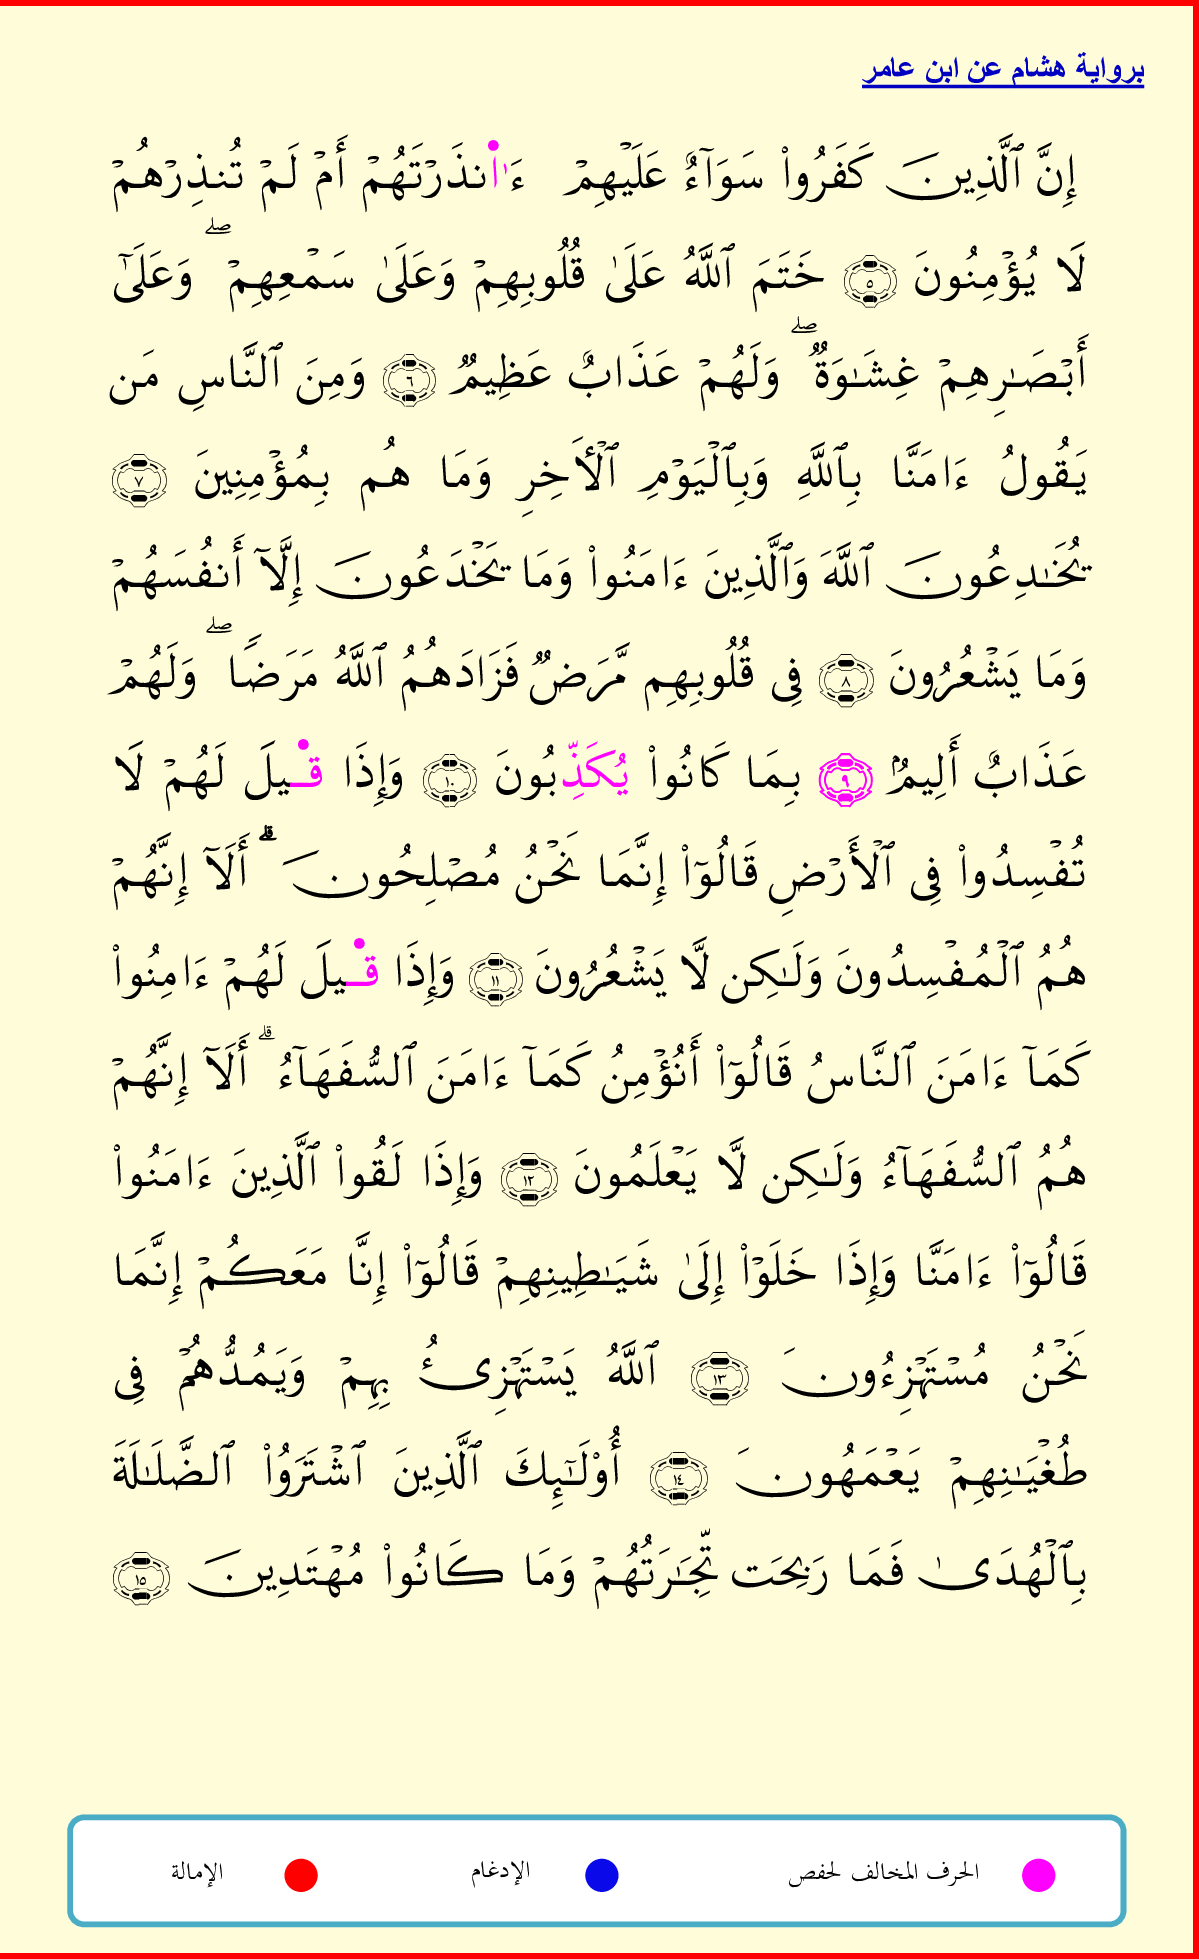 برواية هشام عن ابن عامر
إِنَّ ٱلَّذِينَ كَفَرُواْ سَوَآءٌ عَلَيۡهِمۡ ءَاٰنذَرۡتَهُمۡ أَمۡ لَمۡ تُنذِرۡهُمۡ
لَا يُؤۡمِنُونَ ٥ خَتَمَ ٱللَّهُ عَلَىٰ قُلُوبِهِمۡ وَعَلَىٰ سَمۡعِهِمۡۖ وَعَلَىٰٓ
أَبۡصَٰرِهِمۡ غِشَٰوَةٞۖ وَلَهُمۡ عَذَابٌ عَظِيمٞ ٦ وَمِنَ ٱلنَّاسِ مَن
يَقُولُ ءَامَنَّا بِٱللَّهِ وَبِٱلۡيَوۡمِ ٱلۡأٓخِرِ وَمَا هُم بِمُؤۡمِنِينَ ٧
يُخَٰدِعُونَ ٱللَّهَ وَٱلَّذِينَ ءَامَنُواْ وَمَا يَخۡدَعُونَ إِلَّآ أَنفُسَهُمۡ
وَمَا يَشۡعُرُونَ ٨ فِي قُلُوبِهِم مَّرَضٞ فَزَادَهُمُ ٱللَّهُ مَرَضٗاۖ وَلَهُمۡ
عَذَابٌ أَلِيمُۢ ٩ بِمَا كَانُواْ يُكَذِّبُونَ ١٠ وَإِذَا قِيلَ لَهُمۡ لَا
تُفۡسِدُواْ فِي ٱلۡأَرۡضِ قَالُوٓاْ إِنَّمَا نَحۡنُ مُصۡلِحُونَۗ أَلَآ إِنَّهُمۡ
هُمُ ٱلۡمُفۡسِدُونَ وَلَٰكِن لَّا يَشۡعُرُونَ ١١ وَإِذَا قِيلَ لَهُمۡ ءَامِنُواْ
كَمَآ ءَامَنَ ٱلنَّاسُ قَالُوٓاْ أَنُؤۡمِنُ كَمَآ ءَامَنَ ٱلسُّفَهَآءُۗ أَلَآ إِنَّهُمۡ
هُمُ ٱلسُّفَهَآءُ وَلَٰكِن لَّا يَعۡلَمُونَ ١٢ وَإِذَا لَقُواْ ٱلَّذِينَ ءَامَنُواْ
قَالُوٓاْ ءَامَنَّا وَإِذَا خَلَوۡاْ إِلَىٰ شَيَٰطِينِهِمۡ قَالُوٓاْ إِنَّا مَعَكُمۡ إِنَّمَا
نَحۡنُ مُسۡتَهۡزِءُونَ ١٣ ٱللَّهُ يَسۡتَهۡزِئُ بِهِمۡ وَيَمُدُّهُمۡ فِي
طُغۡيَٰنِهِمۡ يَعۡمَهُونَ ١٤ أُوْلَٰٓئِكَ ٱلَّذِينَ ٱشۡتَرَوُاْ ٱلضَّلَٰلَةَ
بِٱلۡهُدَىٰ فَمَا رَبِحَت تِّجَٰرَتُهُمۡ وَمَا كَانُواْ مُهۡتَدِينَ ١٥
الحرف المخالف لحفص الإدغام الإمالة